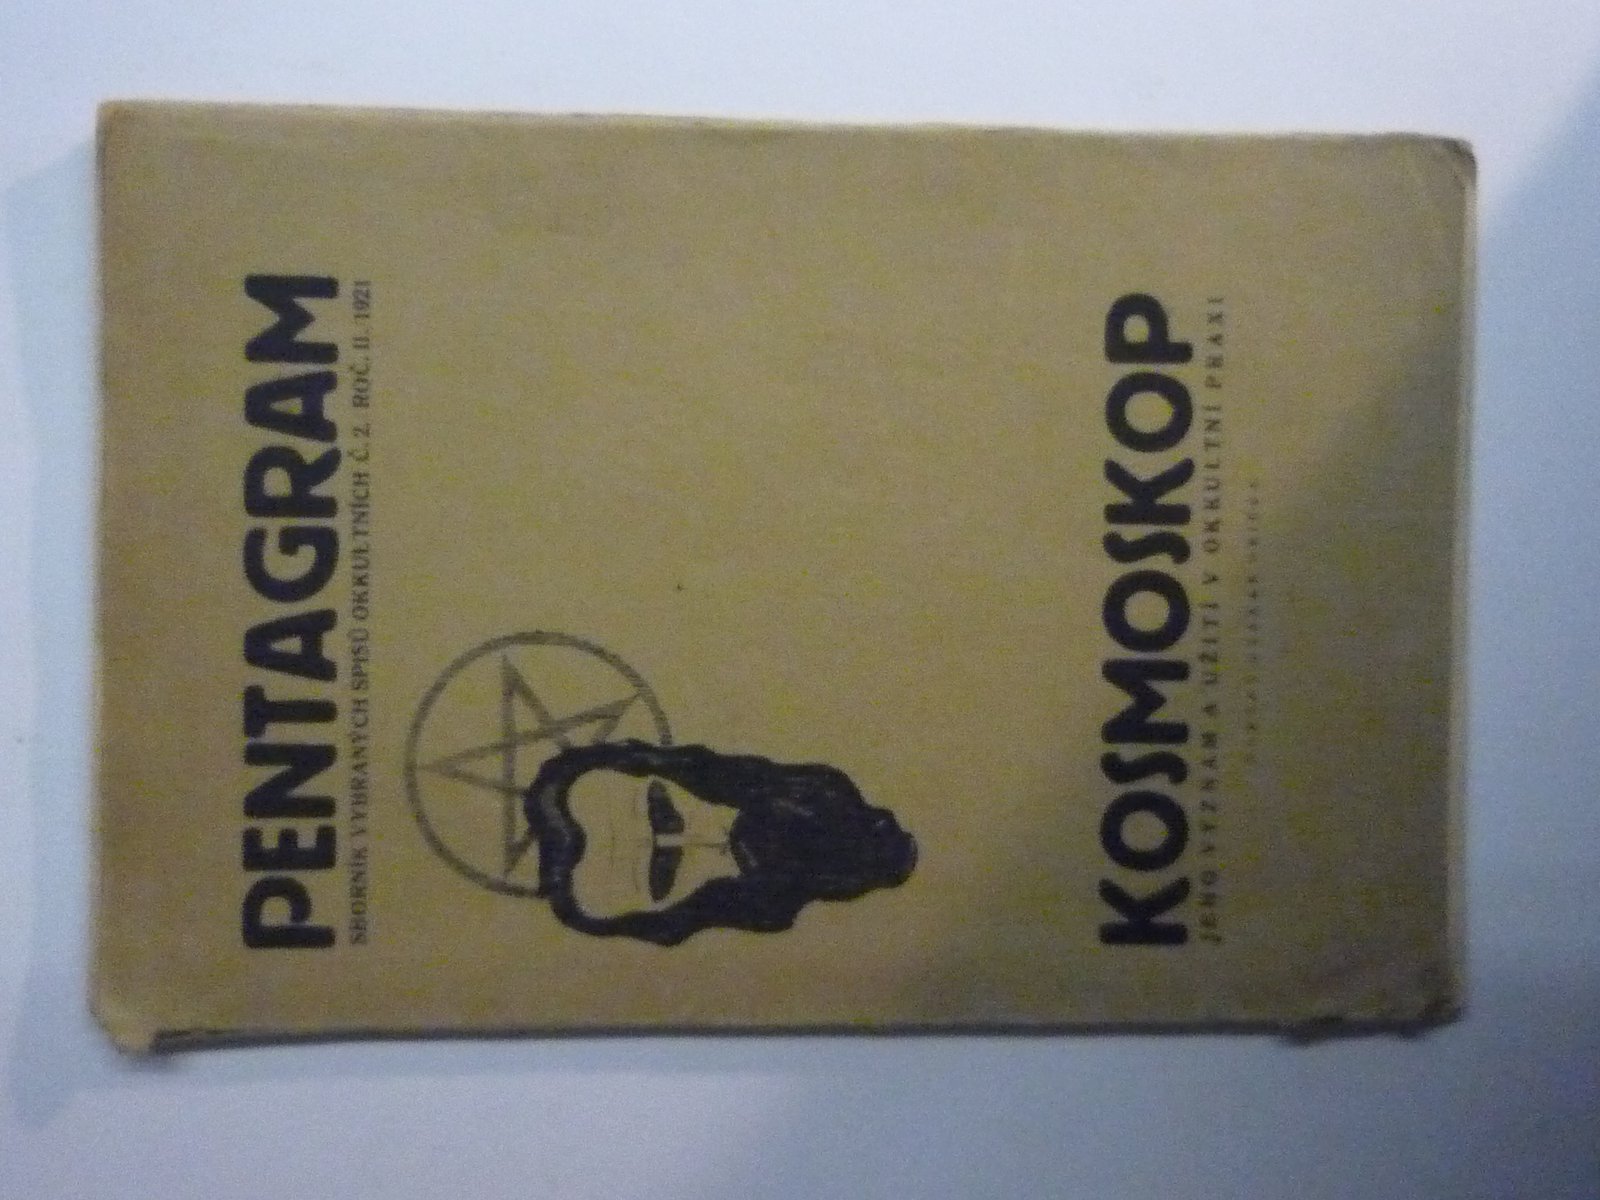 PENTAGRAM
SBORNÍK VYBRANÝCH SPISŮ OKKULTNÍCH Č. 2. ROČ. II. 1921
KOSMOSKOP
JEHO VÝZNAM A UŽITÍ V OKKULTNÍ PRAXI